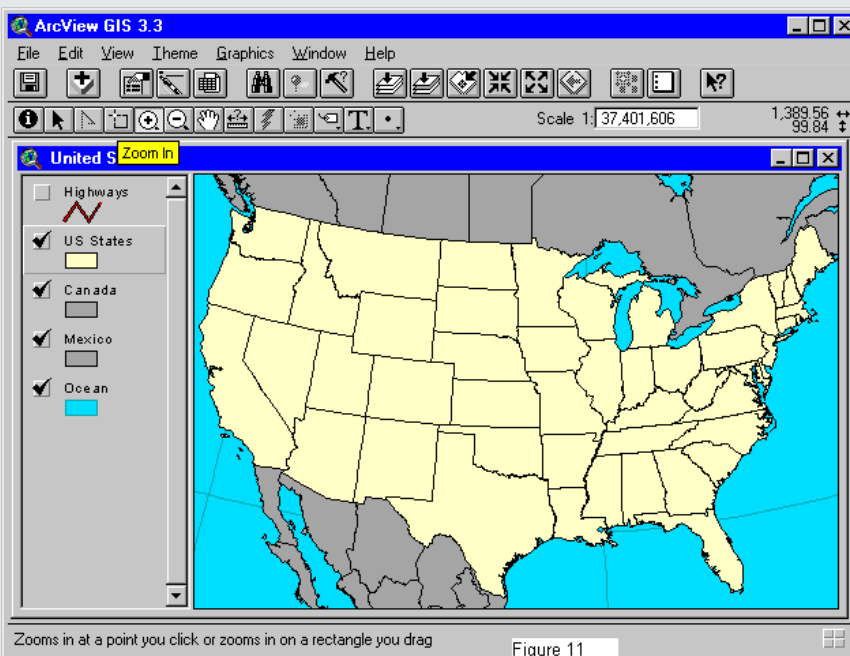 ArcView GIS 3.3
File Edit View Theme Graphics Window Help
Scale 1: 37,401,606
1,389.56
99.84
United S
Zoom In
Highways
US States
Canada
Mexico
Ocean
Zooms in at a point you click or zooms in on a rectangle you drag
Figure 11